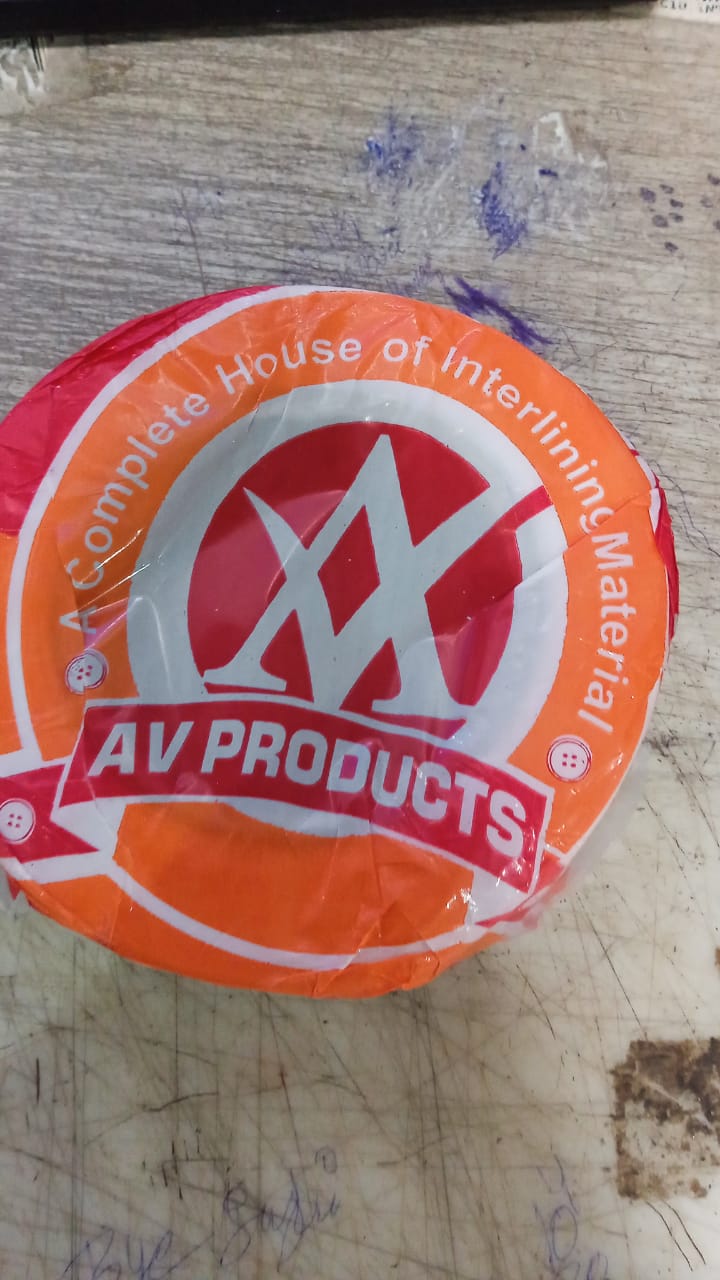 A Complete House of Interlining Material
AV PRODUCTS